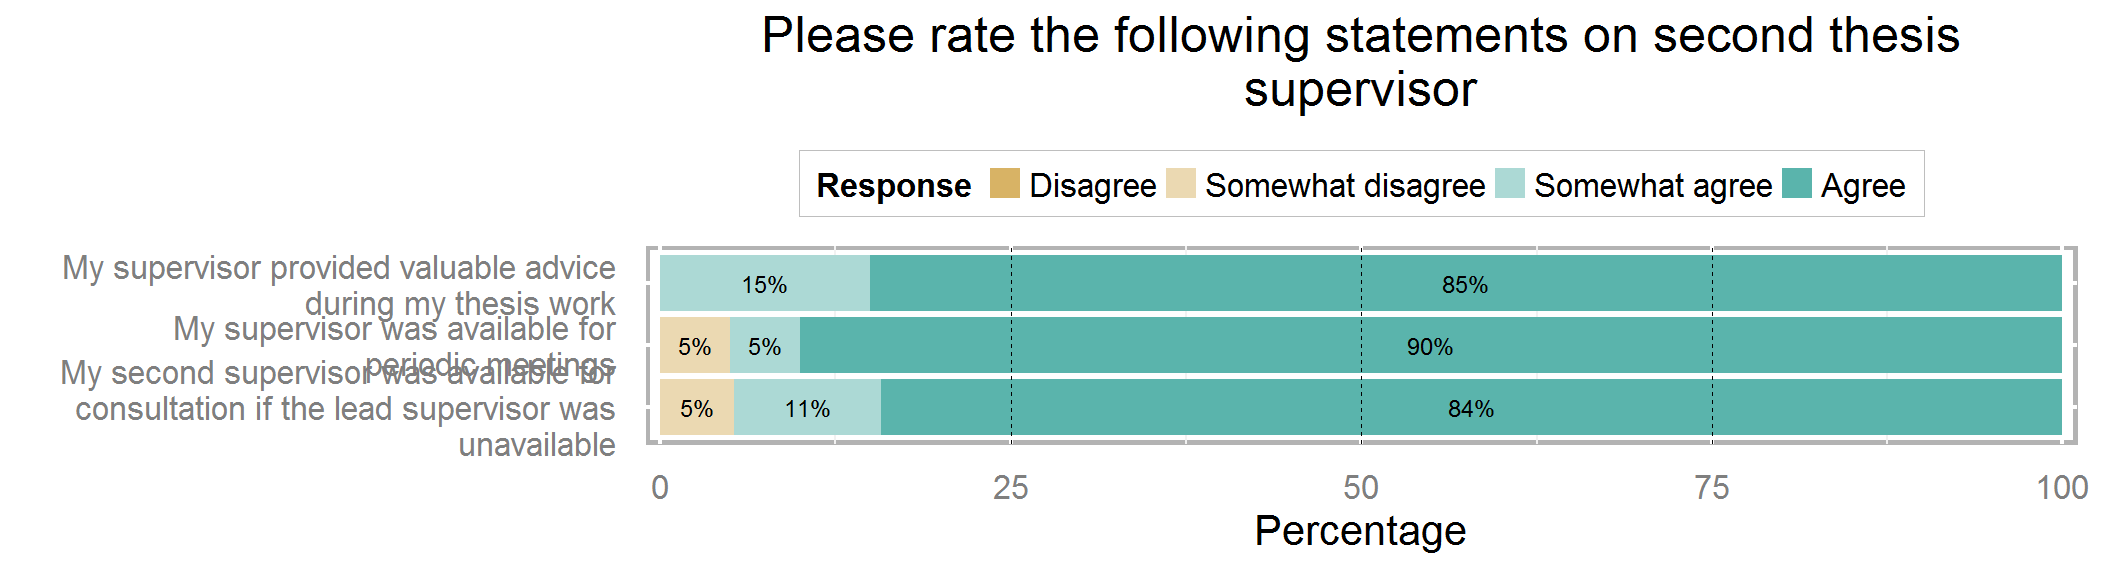 Please rate the following statements on second thesis
supervisor
Response Disagree Somewhat disagree Somewhat agree Agree
My supervisor provided valuable advice
during my thesis work
15% 85%
My supervisor was available for
periodic meetings
5% 5% 90%
My second supervisor was available for
consultation if the lead supervisor was
unavailable
5% 11% 84%
0 25 50 75 100
Percentage